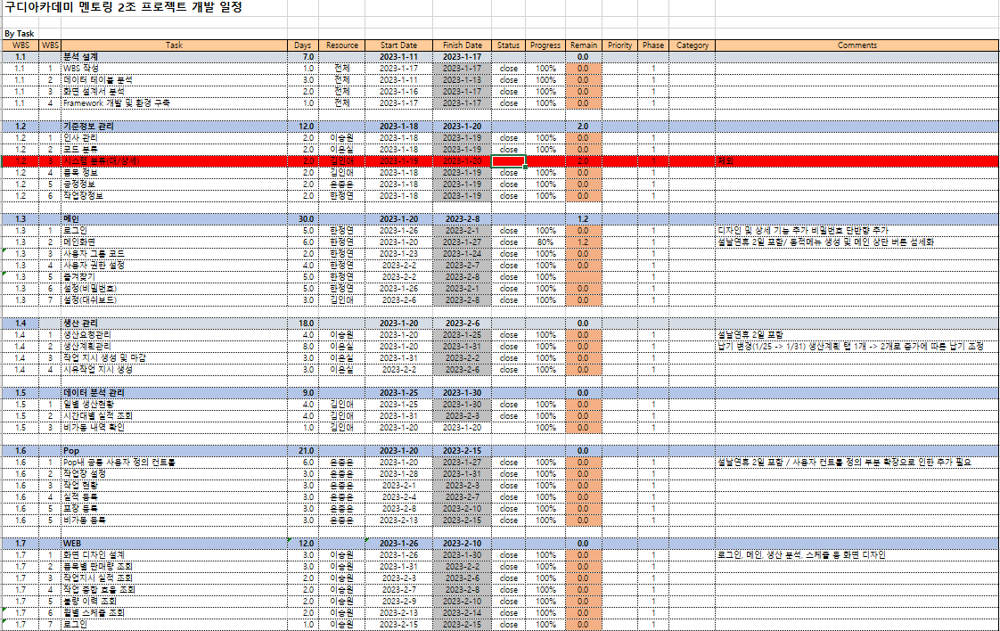 구디아카데미 멘토링 2조 프로젝트 개발 일정
By Task
WBS WBS Task Days Resource Start Date Finish Date Status Progress Remain Priority Phase Category Comments
1.1 분석 설계 7.0 2023-1-11 2023-1-17 0.0
1.1 1 WBS 작성 1.0 전체 2023-1-17 2023-1-17 close 100% 0.0 1
1.1 2 데이터 테이블 분석 3.0 전체 2023-1-11 2023-1-13 close 100% 0.0 1
1.1 3 화면 설계서 분석 2.0 전체 2023-1-16 2023-1-17 close 100% 0.0 1
1.1 4 Framework 개발 및 환경 구축 1.0 전체 2023-1-17 2023-1-17 close 100% 0.0 1
1.2 기준정보 관리 12.0 2023-1-18 2023-1-20 2.0
1.2 1 인사 관리 2.0 이승원 2023-1-18 2023-1-19 close 100% 0.0 1
1.2 2 코드 분류 2.0 이은실 2023-1-18 2023-1-19 close 100% 0.0 1
1.2 3 2.0 김인애 2023-1-19 2023-1-20 2.0 1 제외
1.2 4 품목 정보 2.0 김인애 2023-1-18 2023-1-19 close 100% 0.0 1
1.2 5 공정정보 2.0 윤종운 2023-1-18 2023-1-19 close 100% 0.0 1
1.2 6 작업장정보 2.0 한정연 2023-1-18 2023-1-19 close 100% 0.0 1
1.3 메인 30.0 2023-1-20 2023-2-8 1.2
1.3 1 로그인 5.0 한정연 2023-1-26 2023-2-1 close 100% 0.0 1 디자인 및 상세 기능 추가 비밀번호 단반향 추가
1.3 2 메인화면 6.0 한정연 2023-1-20 2023-1-27 close 80% 1.2 1 설날연휴 2일 포함/ 동적메뉴 생성 및 메인 상단 버튼 섬세화
1.3 3 사용자 그룹 코드 2.0 한정연 2023-1-23 2023-1-24 close 100% 0.0 1
1.3 4 사용자 권한 설정 4.0 한정연 2023-2-2 2023-2-7 close 100% 0.0 1
1.3 5 즐겨찾기 5.0 한정연 2023-2-2 2023-2-8 close 100% 1
1.3 6 설정(비밀번호) 5.0 한정연 2023-1-26 2023-2-1 close 100% 0.0 1
1.3 7 설정(대쉬보드) 3.0 김인애 2023-2-6 2023-2-8 close 100% 0.0 1
1.4 생산 관리 18.0 2023-1-20 2023-2-6 0.0
1.4 1 생산요청관리 4.0 이승원 2023-1-20 2023-1-25 close 100% 0.0 1 설날연휴 2일 포함
1.4 2 생산계획관리 8.0 이은실 2023-1-20 2023-1-31 close 100% 0.0 1 납기 변경(1/25 -> 1/31) 생산계획 탭 1개 -> 2개로 증가에 따른 납기 조정
1.4 3 작업 지시 생성 및 마감 3.0 이은실 2023-1-31 2023-2-2 close 100% 0.0 1
1.4 4 시유작업 지시 생성 3.0 이은실 2023-2-2 2023-2-6 close 100% 0.0 1
1.5 데이터 분석 관리 9.0 2023-1-25 2023-1-30 0.0
1.5 1 일별 생산현황 4.0 김인애 2023-1-25 2023-1-30 close 100% 0.0 1
1.5 2 시간대별 실적 조회 4.0 김인애 2023-1-31 2023-2-3 close 100% 0.0 1
1.5 3 비가동 내역 확인 1.0 김인애 2023-1-20 2023-1-20 100% 0.0 1
1.6 Pop 21.0 2023-1-20 2023-2-15 0.0
1.6 1 Pop내 공통 사용자 정의 컨트롤 6.0 윤종운 2023-1-20 2023-1-27 close 100% 0.0 1 설날연휴 2일 포함 / 사용자 컨트롤 정의 부분 확장으로 인한 추가 필요
1.6 2 작업장 설정 3.0 윤종운 2023-1-28 2023-1-31 close 100% 0.0 1
1.6 3 작업 현황 3.0 윤종운 2023-2-1 2023-2-3 close 100% 0.0 1
1.6 4 실적 등록 3.0 윤종운 2023-2-4 2023-2-7 close 100% 0.0 1
1.6 5 포장 등록 3.0 윤종운 2023-2-8 2023-2-10 close 100% 0.0 1
1.6 5 비가동 등록 3.0 윤종운 2023-2-13 2023-2-15 close 100% 0.0 1
1.7 WEB 12.0 2023-1-26 2023-2-10 0.0
1.7 1 화면 디자인 설계 3.0 이승원 2023-1-26 2023-1-30 close 100% 0.0 1 로그인, 메인, 생산 분석, 스케쥴 등 화면 디자인
1.7 2 품목별 판매량 조회 3.0 이승원 2023-1-31 2023-2-2 close 100% 0.0 1
1.7 3 작업지시 실적 조회 2.0 이승원 2023-2-3 2023-2-6 close 100% 0.0 1
1.7 4 작업 종합 효율 조회 2.0 이승원 2023-2-7 2023-2-8 close 100% 0.0 1
1.7 5 불량 이력 조회 2.0 이승원 2023-2-9 2023-2-10 close 100% 0.0 1
1.7 6 월별 스케쥴 조회 2.0 이승원 2023-2-13 2023-2-14 close 100% 0.0 1
1.7 7 로그인 1.0 이승원 2023-2-15 2023-2-15 close 100% 0.0 1